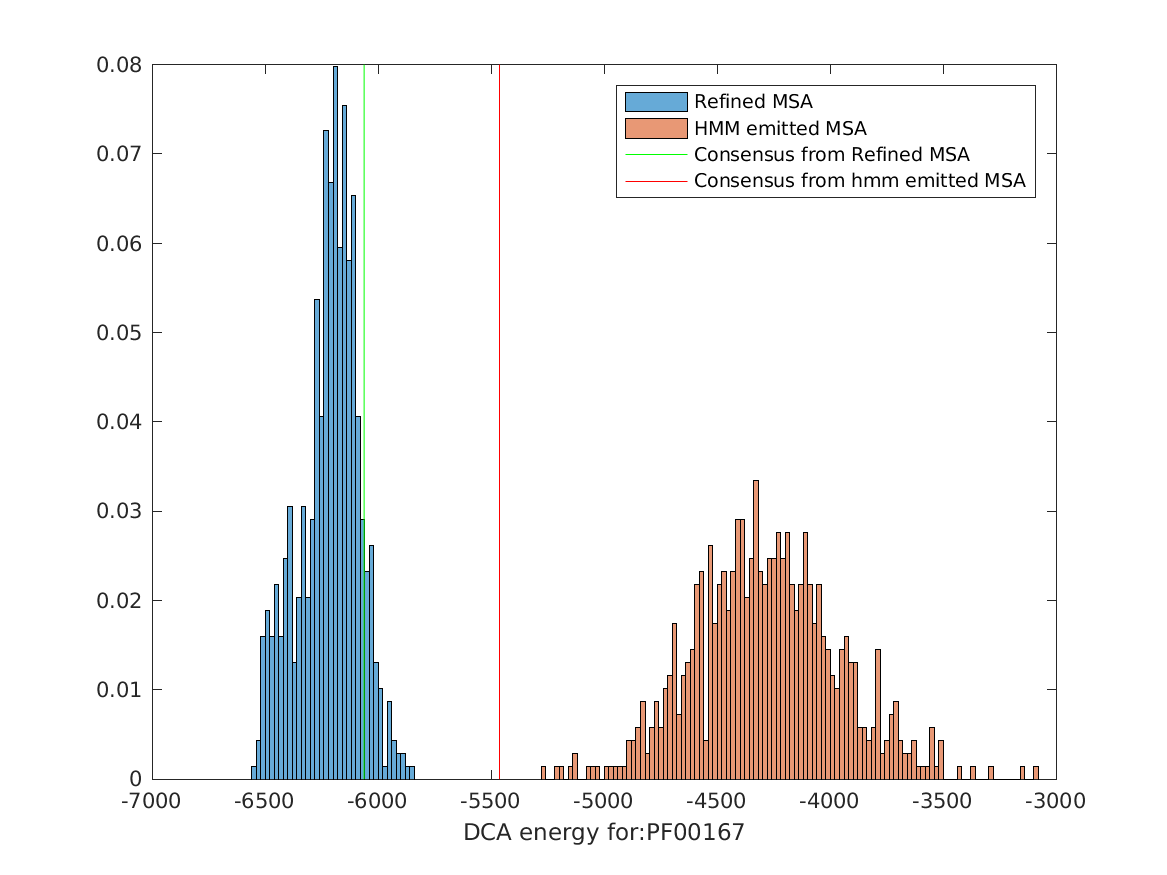 0.08
0.07
0.06
0.05
0.04
0.03
0.02
0.01
0
-7000 -6500 -6000 -5500 -5000 -4500 -4000 -3500 -3000
DCA energy for:PF00167
Refined MSA
HMM emitted MSA
Consensus from Refined MSA
Consensus from hmm emitted MSA